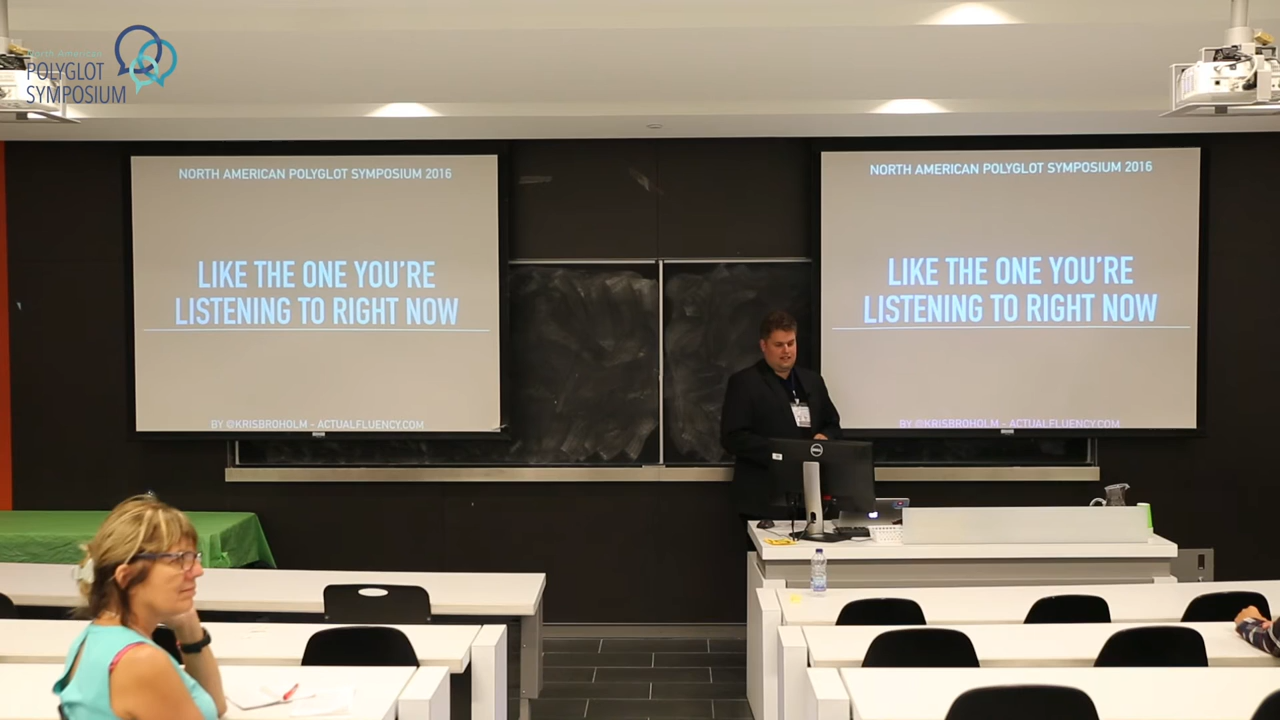 North American
POLYGLOT
SYMPOSIUM
NORTH AMERICAN POLYGLOT SYMPOSIUM 2016
LIKE THE ONE YOU'RE
LISTENING TO RIGHT NOW
BY @KRISBROHOLM - ACTUALFLUENCY.COM
NORTH AMERICAN POLYGLOT SYMPOSIUM 2016
LIKE THE ONE YOU'RE
LISTENING TO RIGHT NOW
BY @KRISBROHOLM - ACTUALFLUENCY.COM
DELL